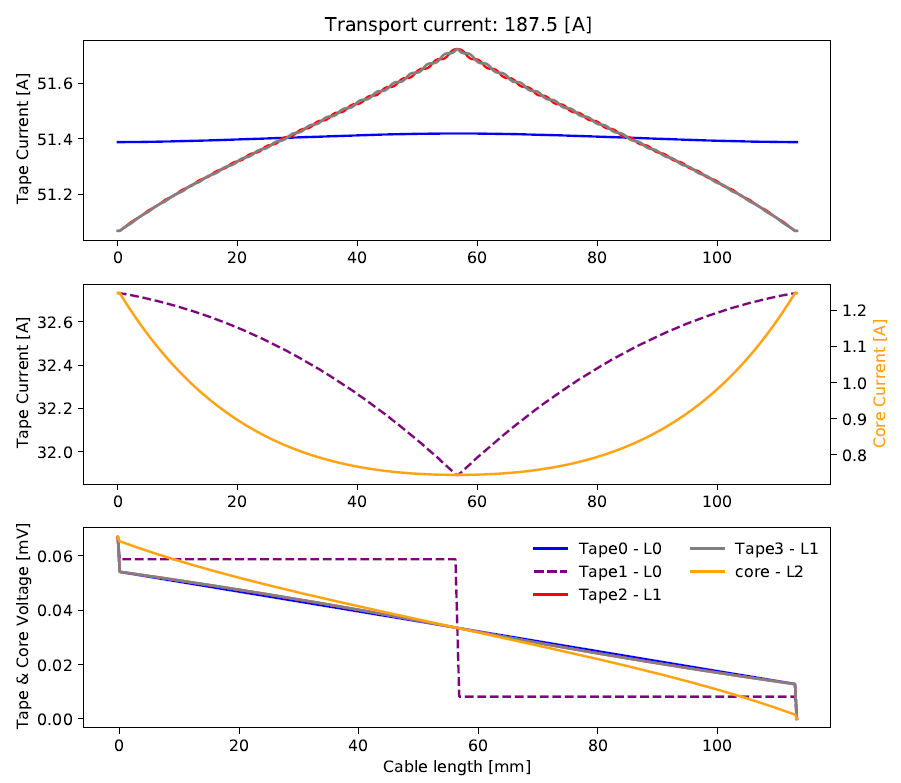 Transport current: 187.5 [A]
Tape Current [A]
51.6
51.4
51.2
0 20 40 60 80 100
Tape Current [A]
32.6
32.4
32.2
32.0
1.2
1.1
1.0
0.9
0.8
Core Current [A]
0 20 40 60 80 100
Tape & Core Voltage [mV]
0.06
0.04
0.02
0.00
Tape0 - L0
Tape1 - L0
Tape2 - L1
Tape3 - L1
core - L2
0 20 40 60 80 100
Cable length [mm]